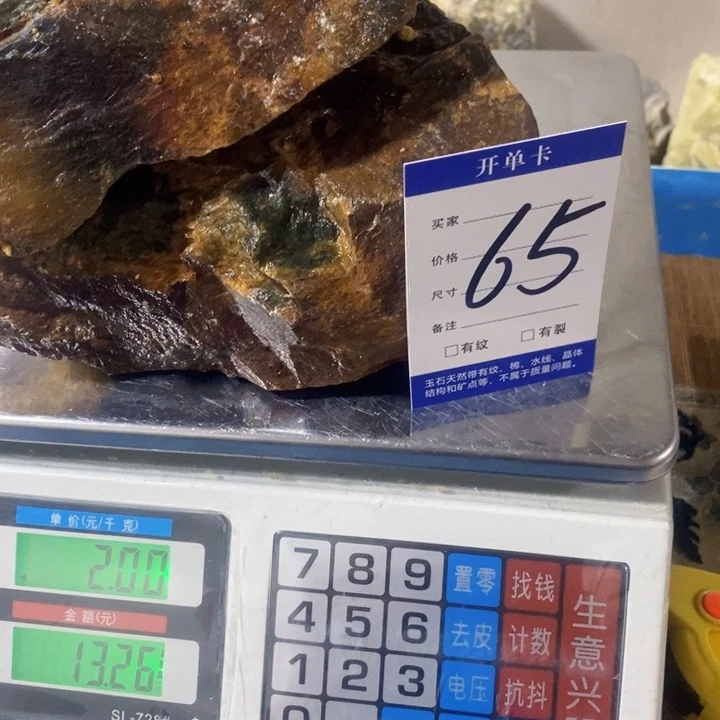 开单卡
买家
价格
尺寸
65
备注
□有纹 □有裂
玉石天然带有纹、棉、水线、晶体
结构和矿点等，不属于质量问题。
单价(元/千克)
2.00
金额(元)
13.26
7 8 9 置零 找钱
4 5 6 去皮 计数
1 2 3 电压 抗抖
生意兴